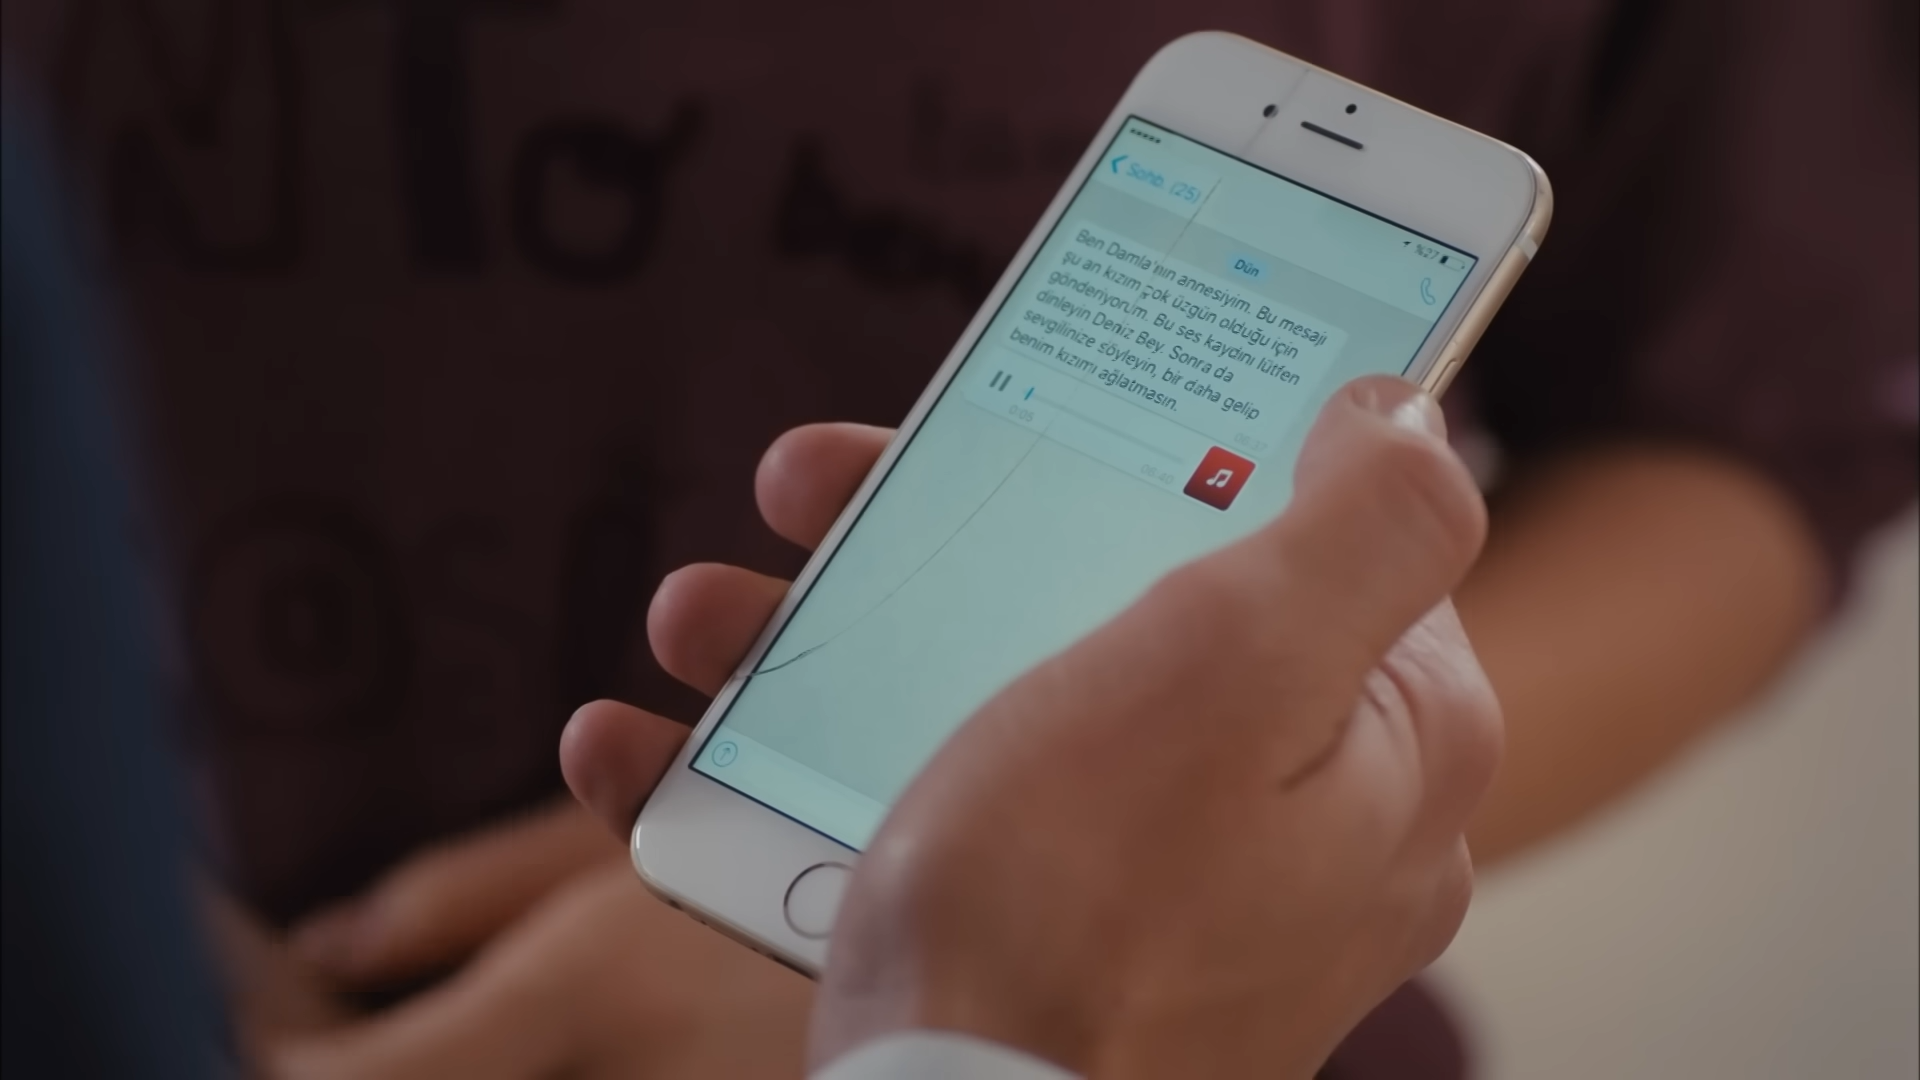 Sohb. (25)
%27
Dün
Ben Damla'nın annesiyim. Bu mesajı
şu an kızım çok üzgün olduğu için
gönderiyorum. Bu ses kaydını lütfen
dinleyin Deniz Bey. Sonra da
sevgilinize söyleyin, bir daha gelip
benim kızımı ağlatmasın.
06:37
0:05
06:40